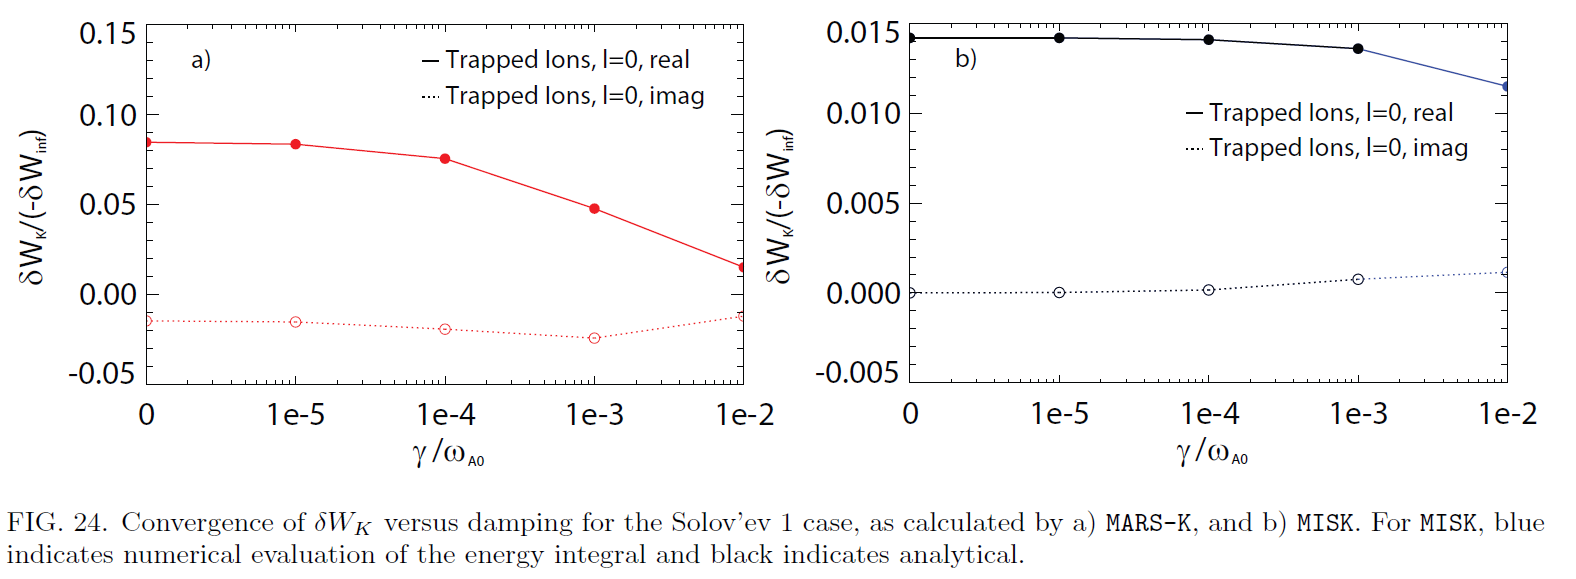 0.15
0.10
0.05
0.00
-0.05
δW_K/(-δW_inf)
a)
Trapped Ions, l=0, real
Trapped Ions, l=0, imag
0 1e-5 1e-4 1e-3 1e-2
γ/ω_A0
0.015
0.010
0.005
0.000
-0.005
δW_K/(-δW_inf)
b)
Trapped Ions, l=0, real
Trapped Ions, l=0, imag
0 1e-5 1e-4 1e-3 1e-2
γ/ω_A0
FIG. 24. Convergence of δW_K versus damping for the Solov'ev 1 case, as calculated by a) MARS-K, and b) MISK. For MISK, blue
indicates numerical evaluation of the energy integral and black indicates analytical.